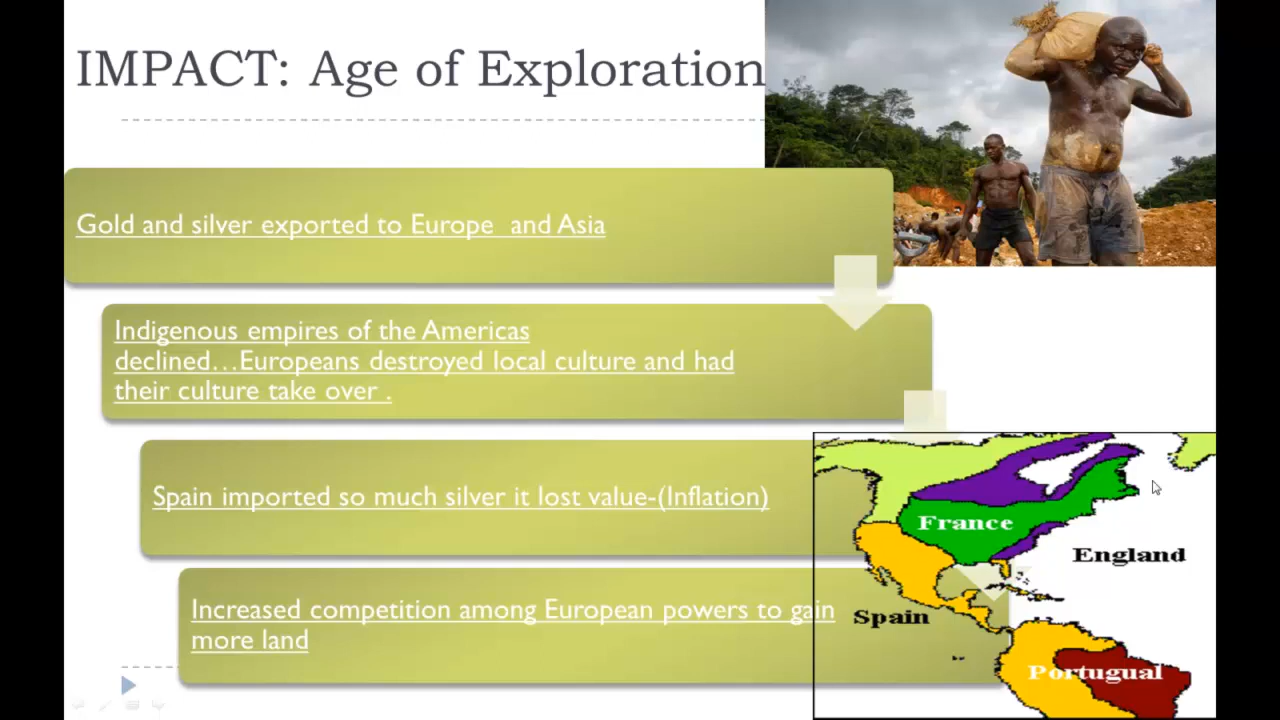 IMPACT: Age of Exploration
Gold and silver exported to Europe  and Asia
Indigenous empires of the Americas
declined…Europeans destroyed local culture and had
their culture take over .
Spain imported so much silver it lost value-(Inflation)
Increased competition among European powers to gain
more land
France
England
Spain
Portugual